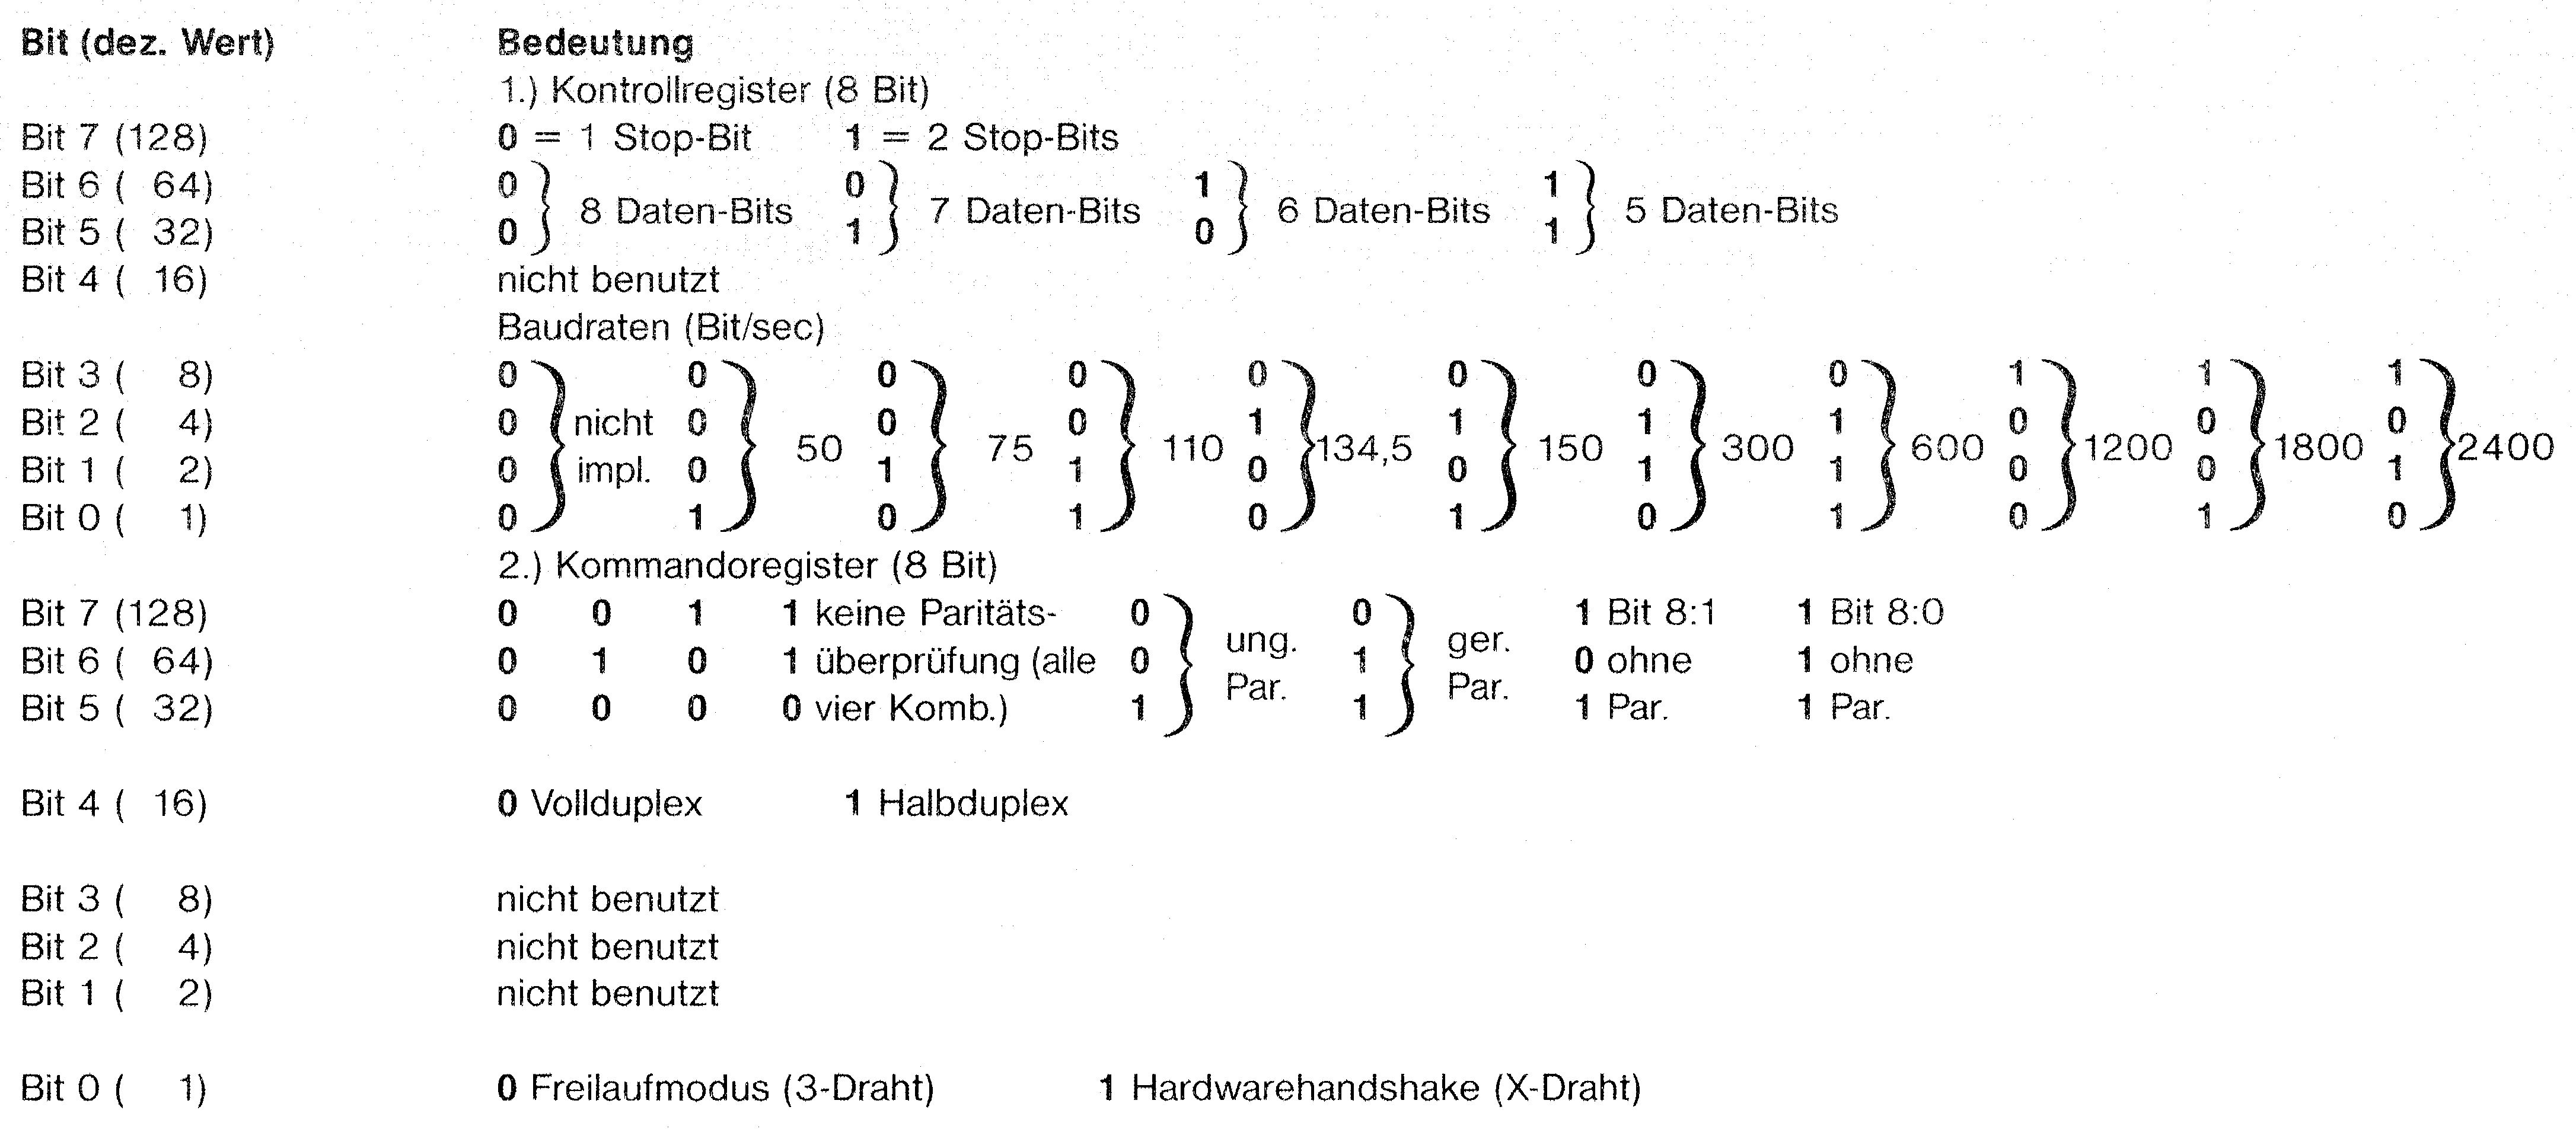 Bit (dez. Wert) Bedeutung
1.) Kontrollregister (8 Bit)
Bit 7 (128) 0 = 1 Stop-Bit 1 = 2 Stop-Bits
Bit 6 ( 64) 0 } 8 Daten-Bits 0 } 7 Daten-Bits 1 } 6 Daten-Bits 1 } 5 Daten-Bits
Bit 5 ( 32) 0 1 0 1
Bit 4 ( 16) nicht benutzt
Baudraten (Bit/sec)
Bit 3 ( 8) 0 0 0 0 0 0 0 0 1 1 1
Bit 2 ( 4) 0 nicht 0 50 0 75 0 110 1 134,5 1 150 1 300 1 600 0 1200 0 1800 0 2400
Bit 1 ( 2) 0 impl. 0 1 1 0 0 1 1 0 0 1
Bit 0 ( 1) 0 1 0 1 0 1 0 1 0 1 0
2.) Kommandoregister (8 Bit)
Bit 7 (128) 0 0 1 1 keine Paritäts- 0 ung. 0 ger. 1 Bit 8:1 1 Bit 8:0
Bit 6 ( 64) 0 1 0 1 überprüfung (alle 0 Par. 1 Par. 0 ohne 1 ohne
Bit 5 ( 32) 0 0 0 0 vier Komb.) 1 1 1 Par. 1 Par.
Bit 4 ( 16) 0 Vollduplex 1 Halbduplex
Bit 3 ( 8) nicht benutzt
Bit 2 ( 4) nicht benutzt
Bit 1 ( 2) nicht benutzt
Bit 0 ( 1) 0 Freilaufmodus (3-Draht) 1 Hardwarehandshake (X-Draht)